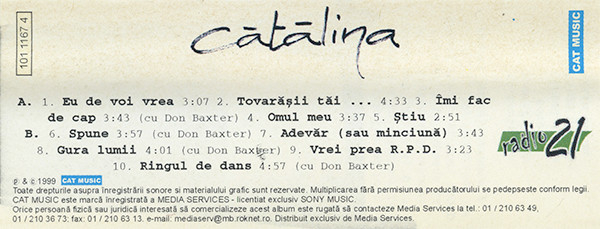 101 1167 4
cătălina
CAT MUSIC
A. 1. Eu de voi vrea 3:07 2. Tovarăşii tăi ... 4:33 3. Îmi fac
de cap 3:43 (cu Don Baxter) 4. Omul meu 3:37 5. Ştiu 2:51
B. 6. Spune 3:57 (cu Don Baxter) 7. Adevăr (sau minciună) 3:43
8. Gura lumii 4:01 (cu Don Baxter) 9. Vrei prea R.P.D. 3:23
10. Ringul de dans 4:57 (cu Don Baxter)
radio 21
℗ & © 1999 CAT MUSIC
Toate drepturile asupra înregistrării sonore si materialului grafic sunt rezervate. Multiplicarea fără permisiunea producătorului se pedepseste conform legii.
CAT MUSIC este marcă înregistrată a MEDIA SERVICES - licentiat exclusiv SONY MUSIC.
Orice persoană fizică sau juridică interesată să comercializeze acest album este rugată să contacteze Media Services la tel.: 01 / 210 63 49,
01 / 210 36 73; fax: 01 / 210 63 13. e-mail: mediaserv@mb.roknet.ro. Distribuit exclusiv de Media Services.